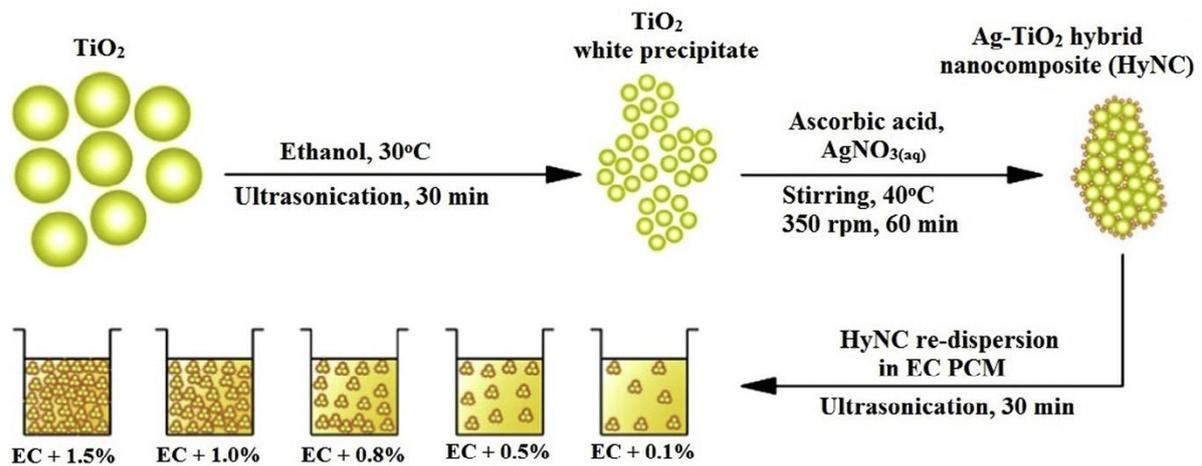 TiO₂
TiO₂
white precipitate
Ag-TiO₂ hybrid
nanocomposite (HyNC)
Ethanol, 30°C
Ultrasonication, 30 min
Ascorbic acid,
AgNO₃₍ₐq₎
Stirring, 40°C
350 rpm, 60 min
HyNC re-dispersion
in EC PCM
Ultrasonication, 30 min
EC + 1.5%
EC + 1.0%
EC + 0.8%
EC + 0.5%
EC + 0.1%